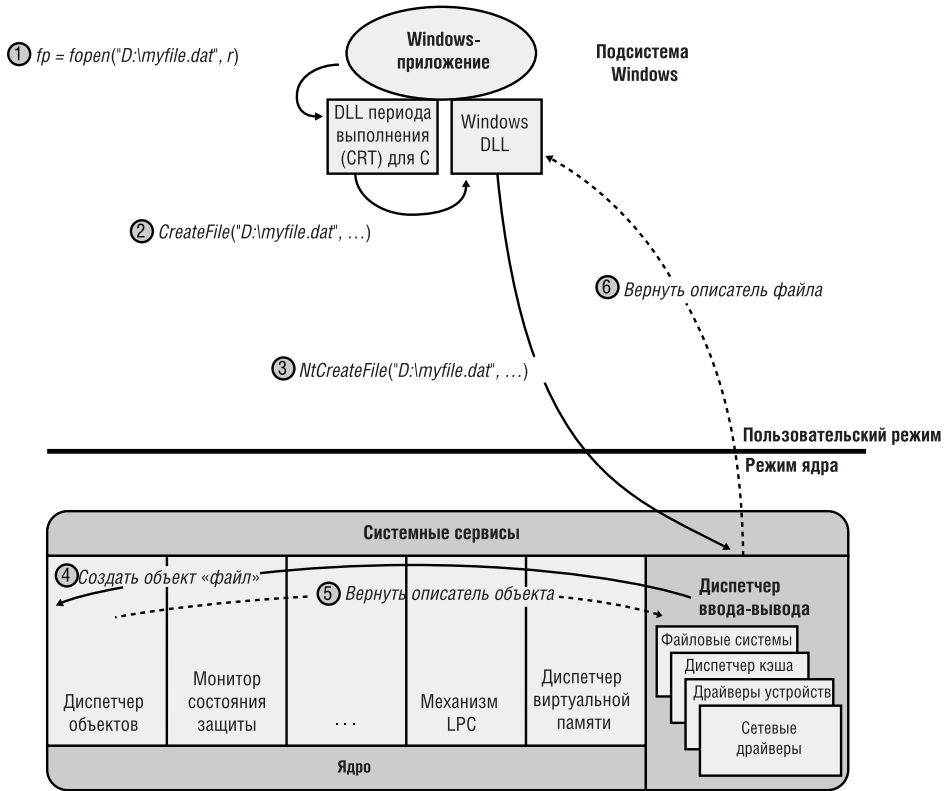 1 fp = fopen("D:\myfile.dat", r)
Windows-
приложение
Подсистема
Windows
DLL периода
выполнения
(CRT) для C
Windows
DLL
2 CreateFile("D:\myfile.dat", …)
6 Вернуть описатель файла
3 NtCreateFile("D:\myfile.dat", …)
Пользовательский режим
Режим ядра
Системные сервисы
4 Создать объект «файл»
5 Вернуть описатель объекта
Диспетчер
ввода-вывода
Файловые системы
Диспетчер кэша
Драйверы устройств
Сетевые
драйверы
Диспетчер
объектов
Монитор
состояния
защиты
...
Механизм
LPC
Диспетчер
виртуальной
памяти
Ядро